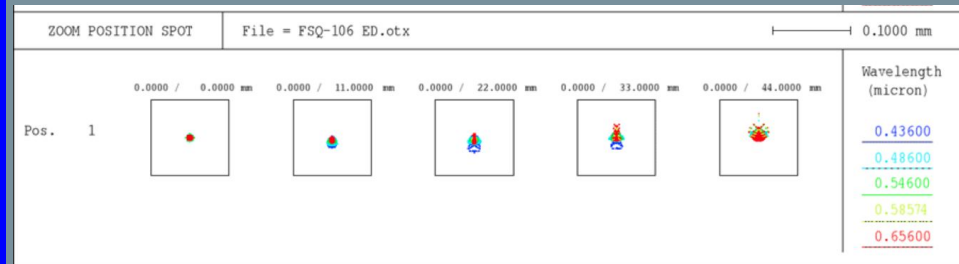 ZOOM POSITION SPOT File = FSQ-106 ED.otx 0.1000 mm
Wavelength
(micron)
0.0000 / 0.0000 mm 0.0000 / 11.0000 mm 0.0000 / 22.0000 mm 0.0000 / 33.0000 mm 0.0000 / 44.0000 mm
Pos. 1
0.43600
0.48600
0.54600
0.58574
0.65600